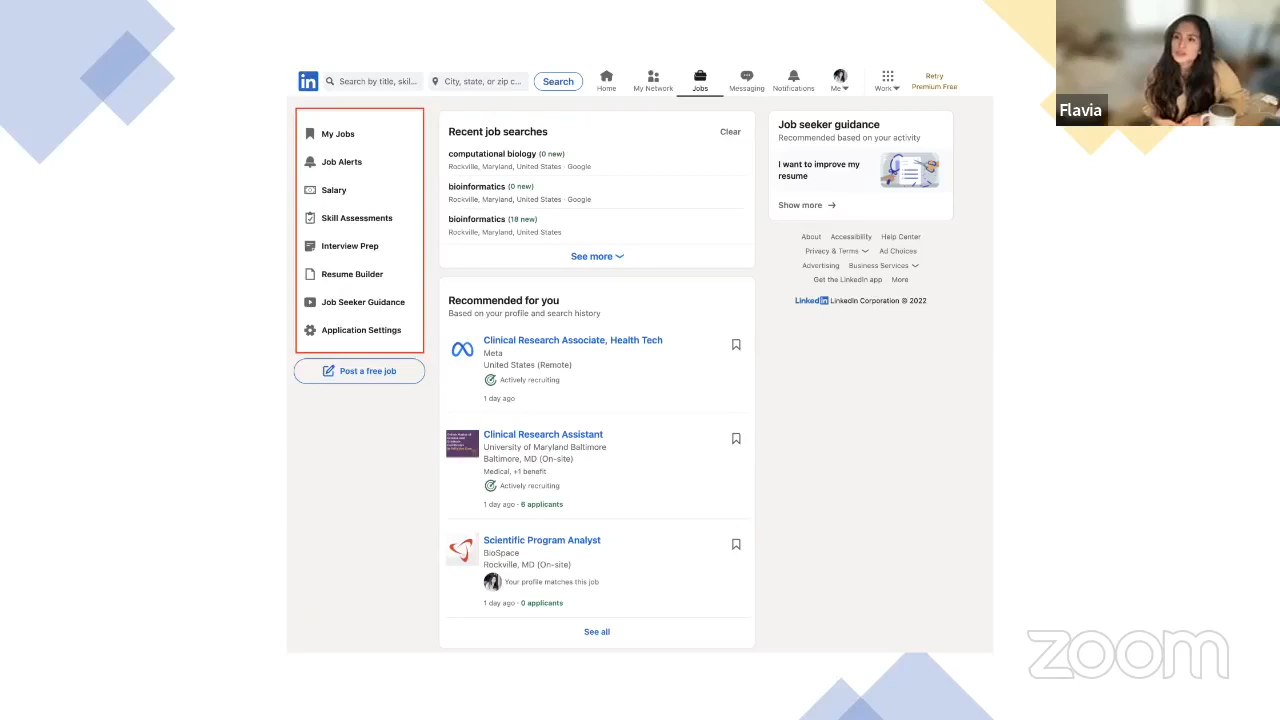 Flavia
in
Search by title, skil...
City, state, or zip c...
Search
Home
My Network
Jobs
Messaging
Notifications
Me
Work
Retry
Premium Free
My Jobs
Job Alerts
Salary
Skill Assessments
Interview Prep
Resume Builder
Job Seeker Guidance
Application Settings
Post a free job
Recent job searches
Clear
computational biology (0 new)
Rockville, Maryland, United States · Google
bioinformatics (0 new)
Rockville, Maryland, United States · Google
bioinformatics (18 new)
Rockville, Maryland, United States
See more
Recommended for you
Based on your profile and search history
Clinical Research Associate, Health Tech
Meta
United States (Remote)
Actively recruiting
1 day ago
Clinical Research Assistant
University of Maryland Baltimore
Baltimore, MD (On-site)
Medical, +1 benefit
Actively recruiting
1 day ago · 6 applicants
Scientific Program Analyst
BioSpace
Rockville, MD (On-site)
Your profile matches this job
1 day ago · 0 applicants
See all
Job seeker guidance
Recommended based on your activity
I want to improve my
resume
Show more
About Accessibility Help Center
Privacy & Terms Ad Choices
Advertising Business Services
Get the LinkedIn app More
LinkedIn LinkedIn Corporation © 2022
zoom